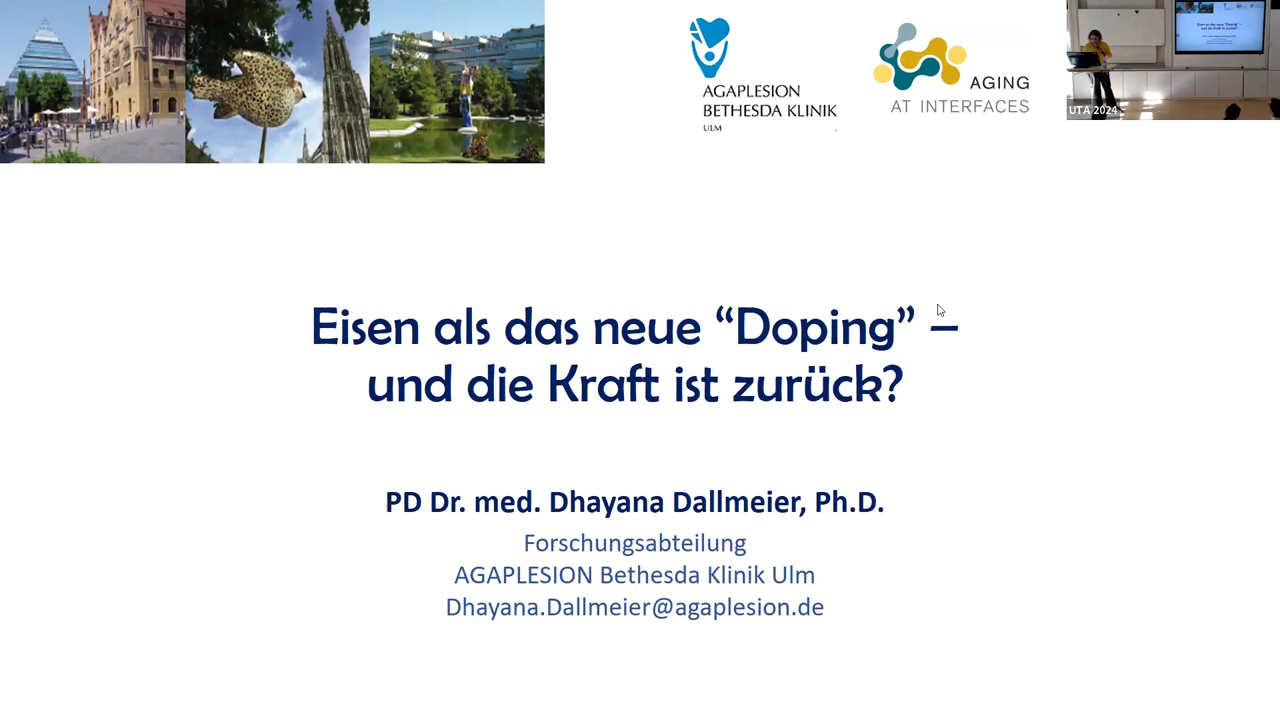 AGAPLESION
BETHESDA KLINIK
ULM
AGING
AT INTERFACES
UTA 2024
Eisen als das neue “Doping” –
und die Kraft ist zurück?
PD Dr. med. Dhayana Dallmeier, Ph.D.
Forschungsabteilung
AGAPLESION Bethesda Klinik Ulm
Dhayana.Dallmeier@agaplesion.de